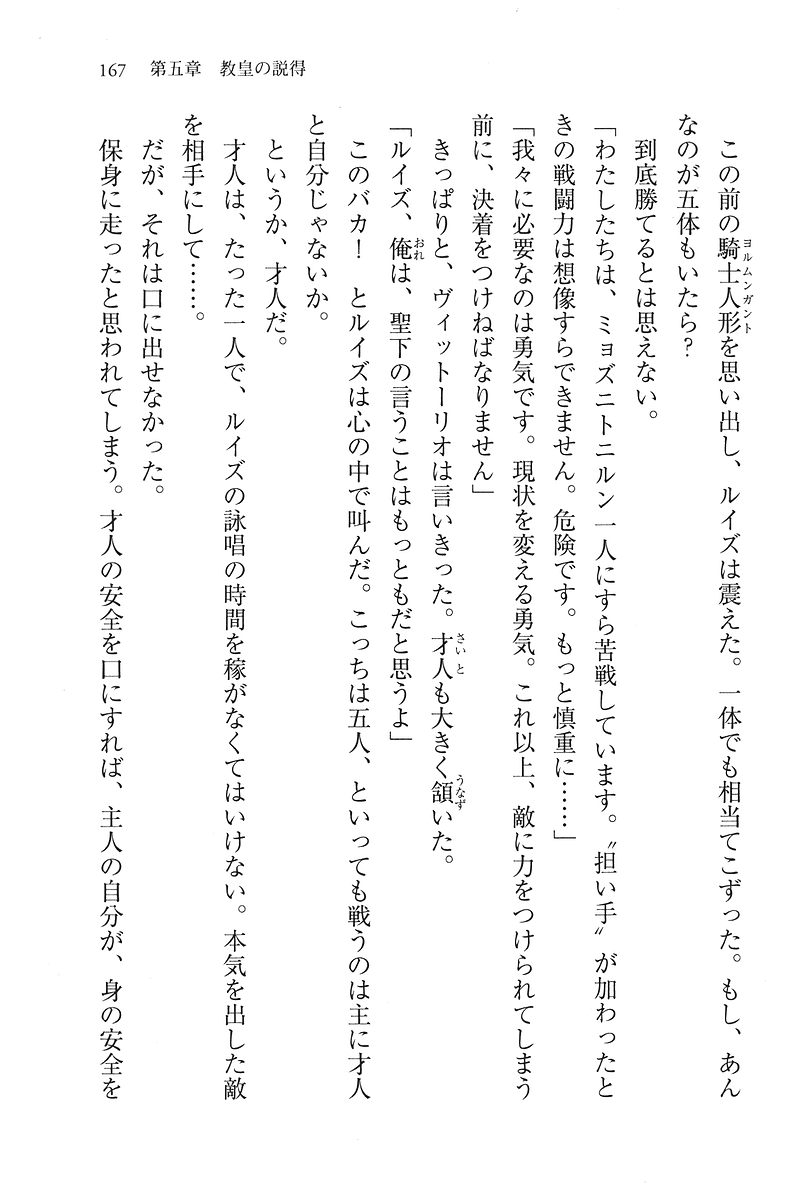 167 第五章 教皇の説得
この前の騎士人形を思い出し、ルイズは震えた。一体でも相当てこずった。もし、あん
なのが五体もいたら?
到底勝てるとは思えない。
「わたしたちは、ミョズニトニルン一人にすら苦戦しています。〝担い手〟が加わったと
きの戦闘力は想像すらできません。危険です。もっと慎重に……」
「我々に必要なのは勇気です。現状を変える勇気。これ以上、敵に力をつけられてしまう
前に、決着をつけねばなりません」
きっぱりと、ヴィットーリオは言いきった。才人も大きく頷いた。
「ルイズ、俺は、聖下の言うことはもっともだと思うよ」
このバカ! とルイズは心の中で叫んだ。こっちは五人、といっても戦うのは主に才人
と自分じゃないか。
というか、才人だ。
才人は、たった一人で、ルイズの詠唱の時間を稼がなくてはいけない。本気を出した敵
を相手にして……。
だが、それは口に出せなかった。
保身に走ったと思われてしまう。才人の安全を口にすれば、主人の自分が、身の安全を